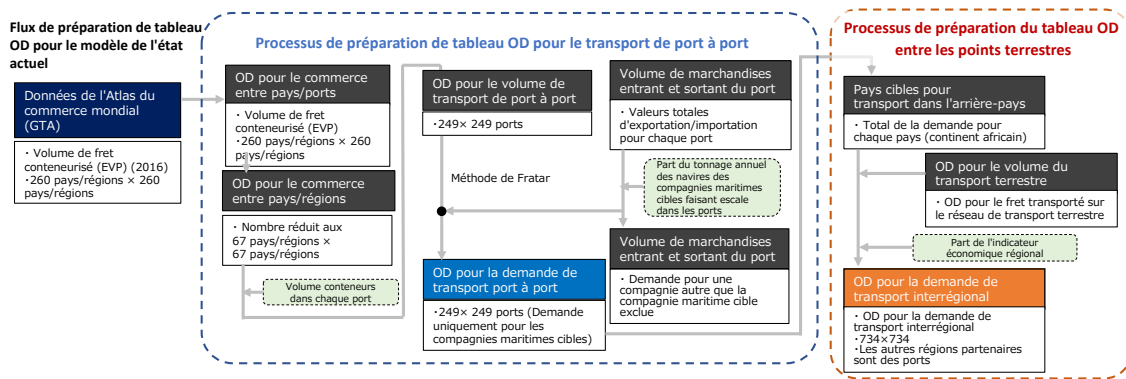 Flux de préparation de tableau
OD pour le modèle de l'état
actuel
Données de l'Atlas du
commerce mondial
(GTA)
・Volume de fret
conteneurisé (EVP) (2016)
・260 pays/régions × 260
pays/régions
Processus de préparation de tableau OD pour le transport de port à port
OD pour le commerce
entre pays/ports
・Volume de fret
conteneurisé (EVP)
・260 pays/régions × 260
pays/régions
OD pour le commerce
entre pays/régions
・Nombre réduit aux
67 pays/régions ×
67 pays/régions
Volume conteneurs
dans chaque port
OD pour le volume de
transport de port à port
・249× 249 ports
Méthode de Fratar
OD pour la demande de
transport port à port
・249× 249 ports (Demande
uniquement pour les
compagnies maritimes cibles)
Volume de marchandises
entrant et sortant du port
・Valeurs totales
d'exportation/importation
pour chaque port
Part du tonnage annuel
des navires des
compagnies maritimes
cibles faisant escale
dans les ports
Volume de marchandises
entrant et sortant du port
・Demande pour une
compagnie autre que la
compagnie maritime cible
exclue
Processus de préparation du tableau OD
entre les points terrestres
Pays cibles pour
transport dans l'arrière-pays
・Total de la demande pour
chaque pays (continent africain)
OD pour le volume du
transport terrestre
・OD pour le fret transporté sur
le réseau de transport terrestre
Part de l'indicateur
économique régional
OD pour la demande de
transport interrégional
・OD pour la demande de
transport interrégional
・734×734
・Les autres régions partenaires
sont des ports